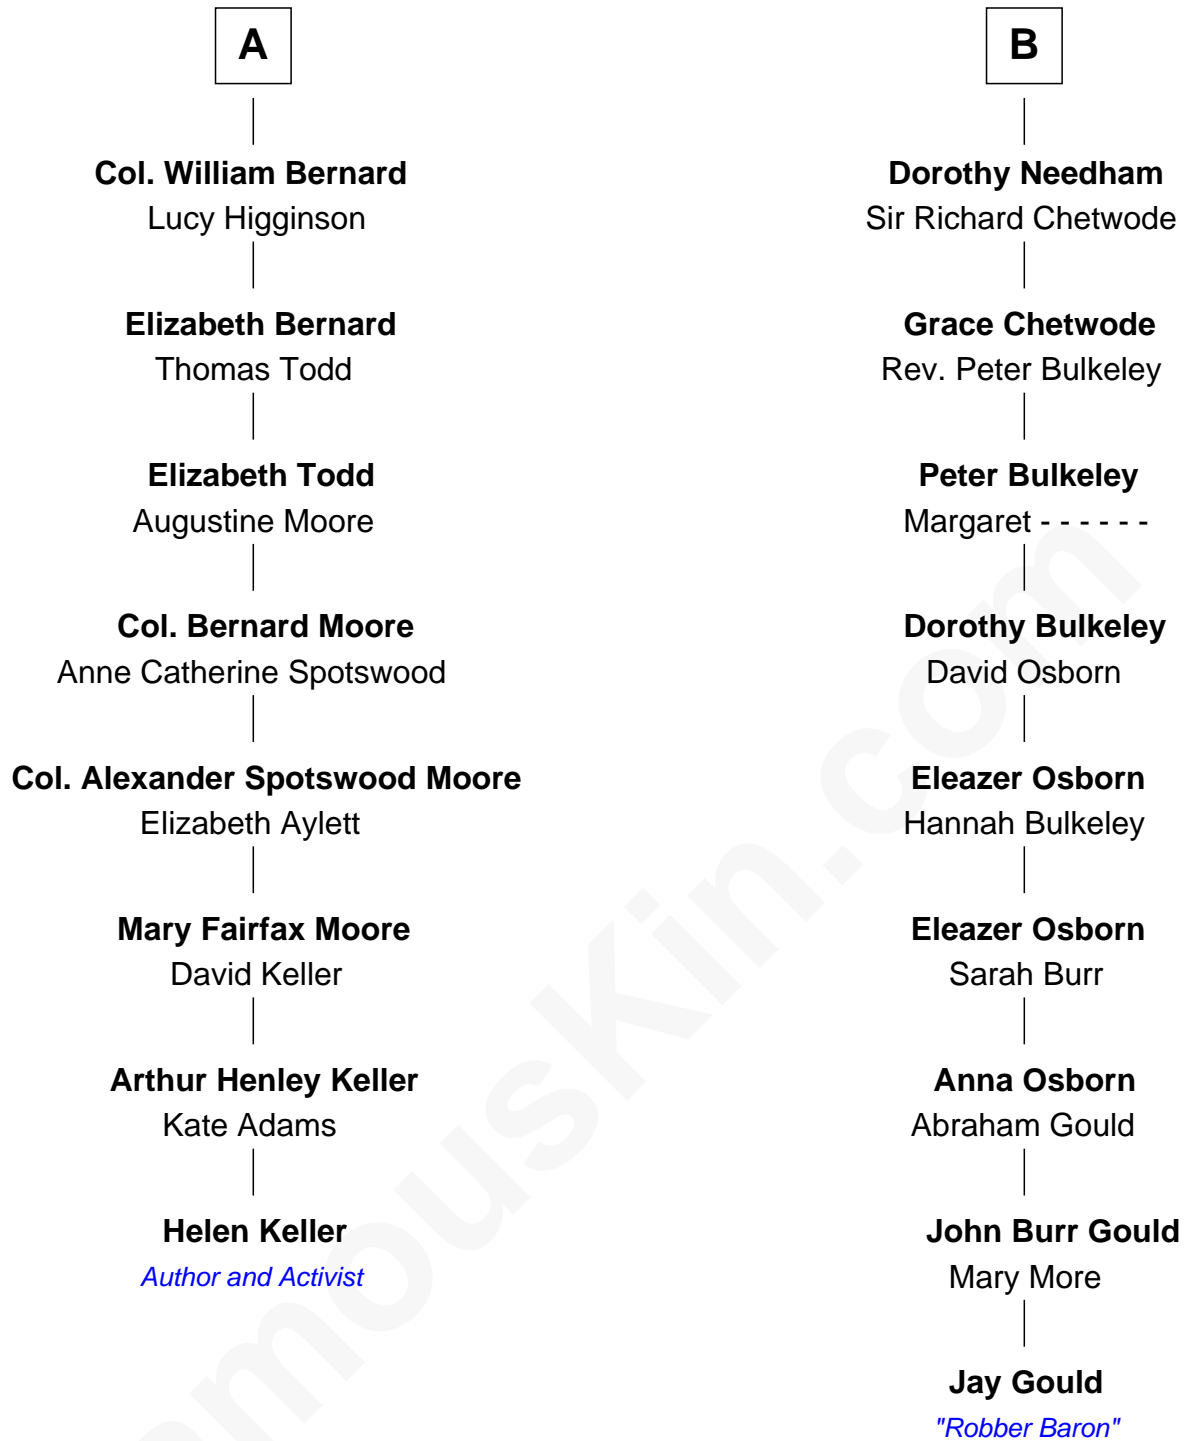 A
Col. William Bernard
Lucy Higginson
Elizabeth Bernard
Thomas Todd
Elizabeth Todd
Augustine Moore
Col. Bernard Moore
Anne Catherine Spotswood
Col. Alexander Spotswood Moore
Elizabeth Aylett
Mary Fairfax Moore
David Keller
Arthur Henley Keller
Kate Adams
Helen Keller
Author and Activist
B
Dorothy Needham
Sir Richard Chetwode
Grace Chetwode
Rev. Peter Bulkeley
Peter Bulkeley
Margaret - - - - - -
Dorothy Bulkeley
David Osborn
Eleazer Osborn
Hannah Bulkeley
Eleazer Osborn
Sarah Burr
Anna Osborn
Abraham Gould
John Burr Gould
Mary More
Jay Gould
"Robber Baron"
amouskin.com